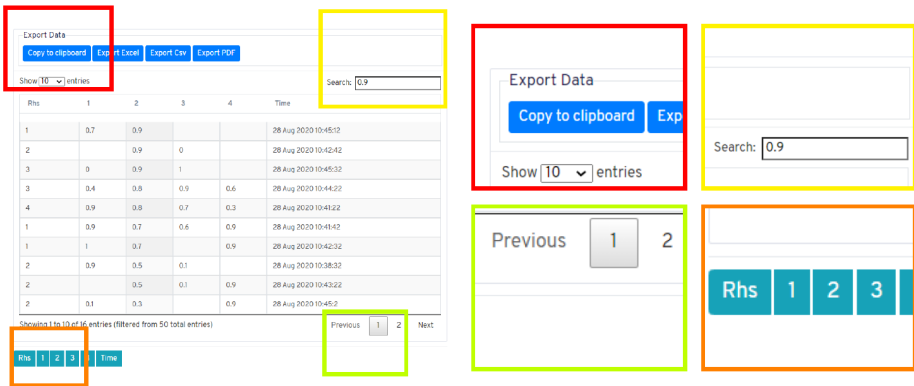 Export Data
Copy to clipboard Export Excel Export Csv Export PDF
Show 10 entries
Search: 0.9
Rhs 1 2 3 4 Time
1 0.7 0.9 28 Aug 2020 10:45:12
2 0.9 0 28 Aug 2020 10:42:42
3 0 0.9 1 28 Aug 2020 10:45:32
3 0.4 0.8 0.9 0.6 28 Aug 2020 10:44:22
4 0.9 0.8 0.7 0.3 28 Aug 2020 10:41:22
1 0.9 0.7 0.6 0.9 28 Aug 2020 10:41:42
1 1 0.7 0.9 28 Aug 2020 10:42:32
2 0.9 0.5 0.1 28 Aug 2020 10:38:32
2 0.5 0.1 0.9 28 Aug 2020 10:43:22
2 0.1 0.3 0.9 28 Aug 2020 10:45:2
Showing 1 to 10 of 16 entries (filtered from 50 total entries)
Previous 1 2 Next
Rhs 1 2 3 Time
Export Data
Copy to clipboard Exp
Show 10 entries
Search: 0.9
Previous 1 2
Rhs 1 2 3